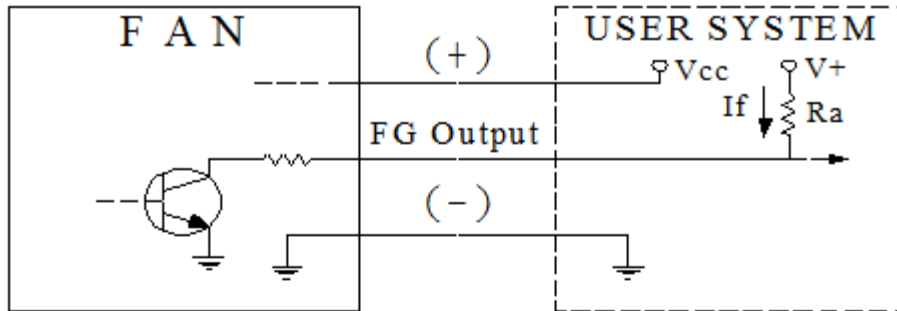 F A N
USER SYSTEM
(+)
Vcc
V+
If
Ra
FG Output
(-)